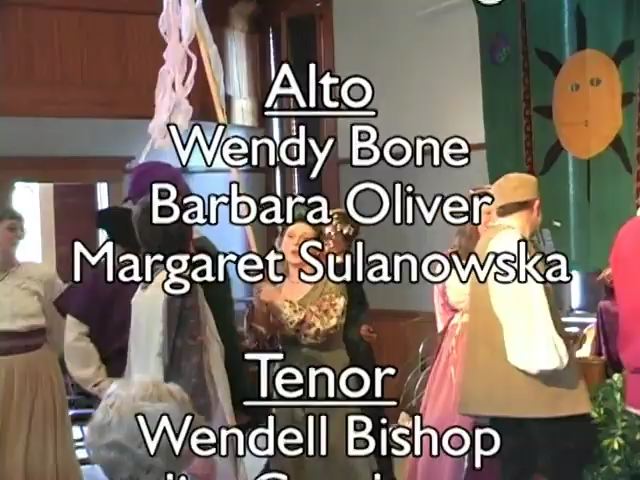 Alto
Wendy Bone
Barbara Oliver
Margaret Sulanowska
Tenor
Wendell Bishop